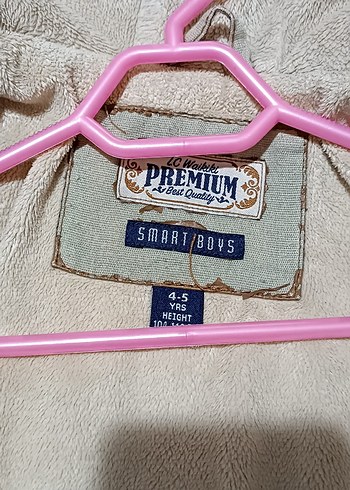 LC Waikiki
PREMIUM
Best Quality
SMART BOYS
4-5
YRS
HEIGHT